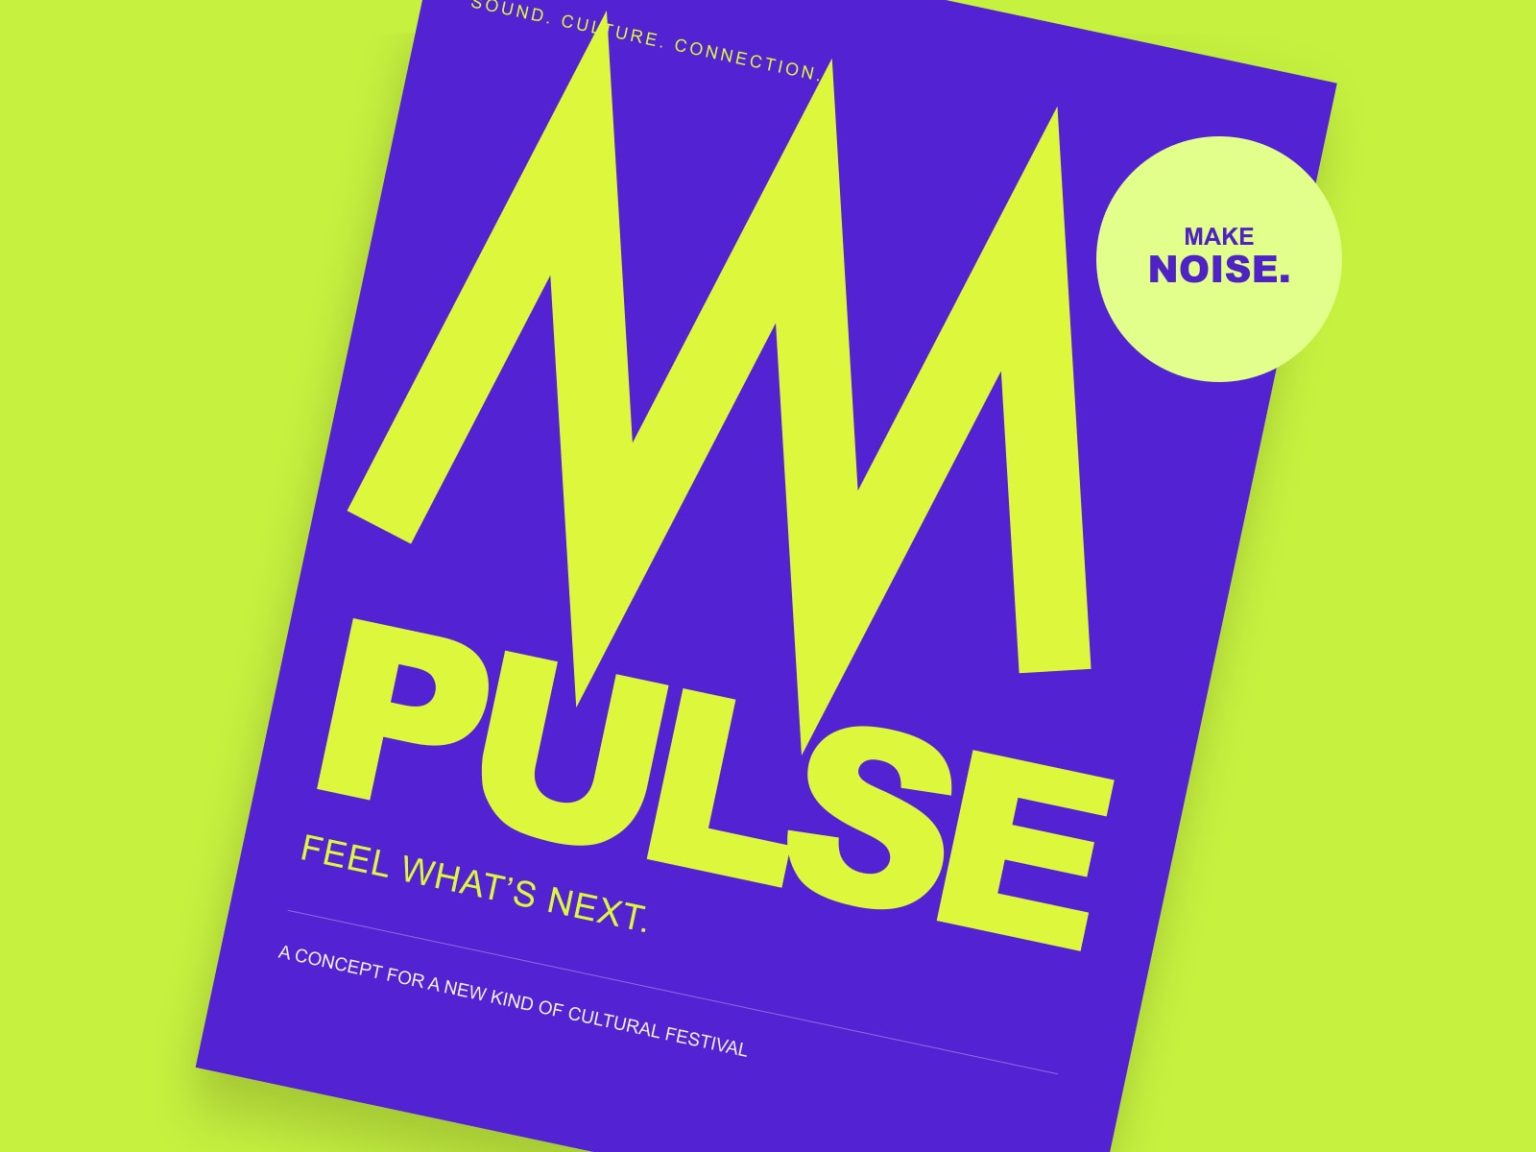 SOUND. CULTURE. CONNECTION.
MAKE
NOISE.
PULSE
FEEL WHAT’S NEXT.
A CONCEPT FOR A NEW KIND OF CULTURAL FESTIVAL